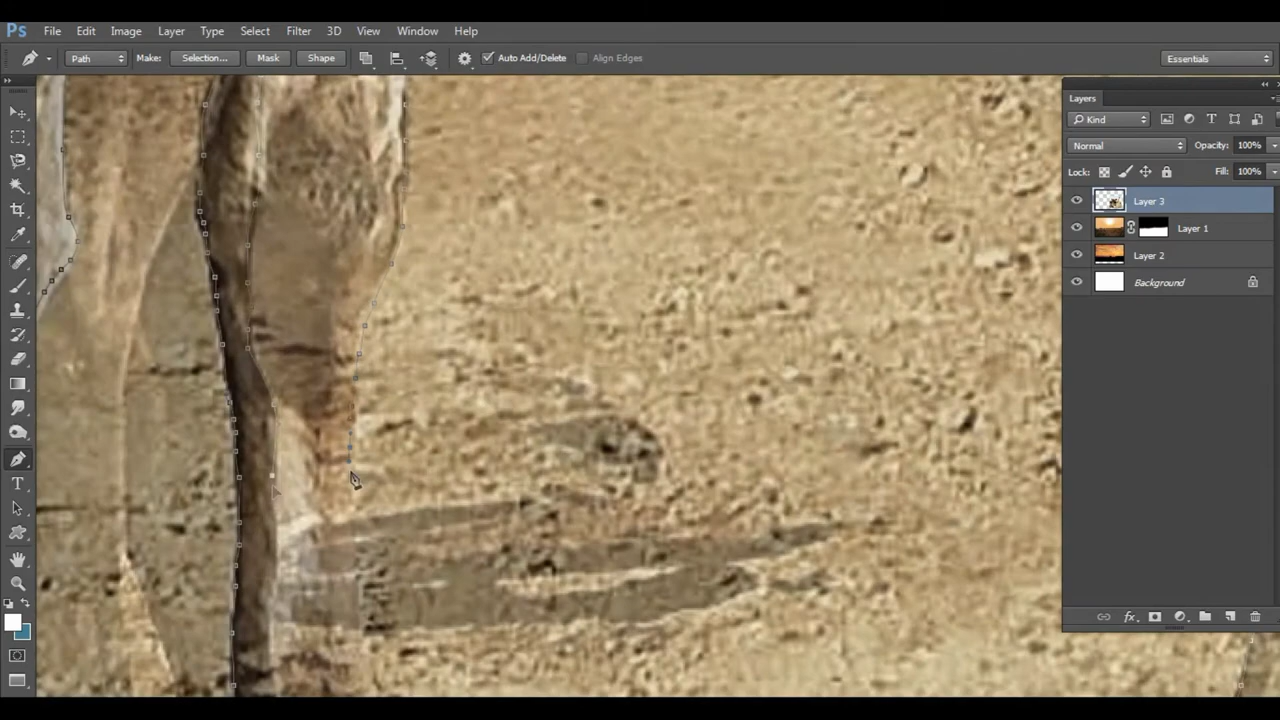 Ps File Edit Image Layer Type Select Filter 3D View Window Help
Path Make: Selection... Mask Shape Auto Add/Delete Align Edges Essentials
Layers
Kind
Normal Opacity: 100%
Lock: Fill: 100%
Layer 3
Layer 1
Layer 2
Background
fx
T